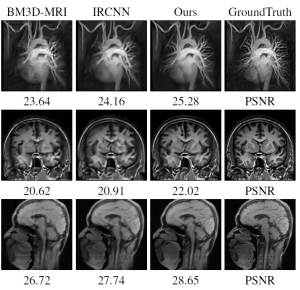 BM3D-MRI IRCNN Ours GroundTruth
23.64 24.16 25.28 PSNR
20.62 20.91 22.02 PSNR
26.72 27.74 28.65 PSNR